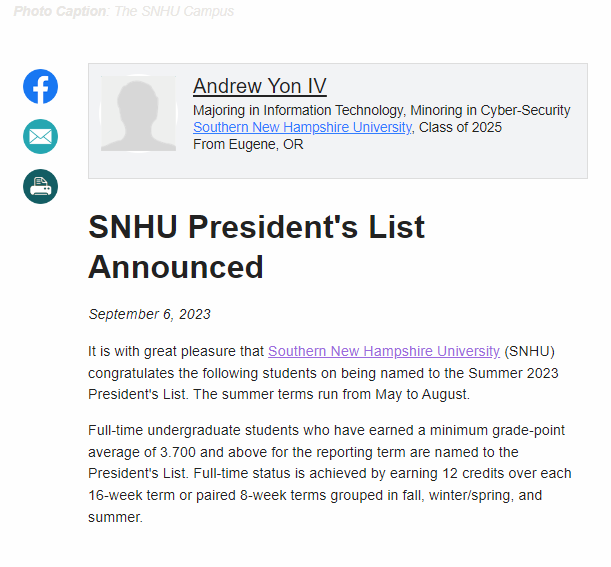 Photo Caption: The SNHU Campus
Andrew Yon IV
Majoring in Information Technology, Minoring in Cyber-Security
Southern New Hampshire University, Class of 2025
From Eugene, OR
SNHU President's List
Announced
September 6, 2023
It is with great pleasure that Southern New Hampshire University (SNHU)
congratulates the following students on being named to the Summer 2023
President's List. The summer terms run from May to August.
Full-time undergraduate students who have earned a minimum grade-point
average of 3.700 and above for the reporting term are named to the
President's List. Full-time status is achieved by earning 12 credits over each
16-week term or paired 8-week terms grouped in fall, winter/spring, and
summer.